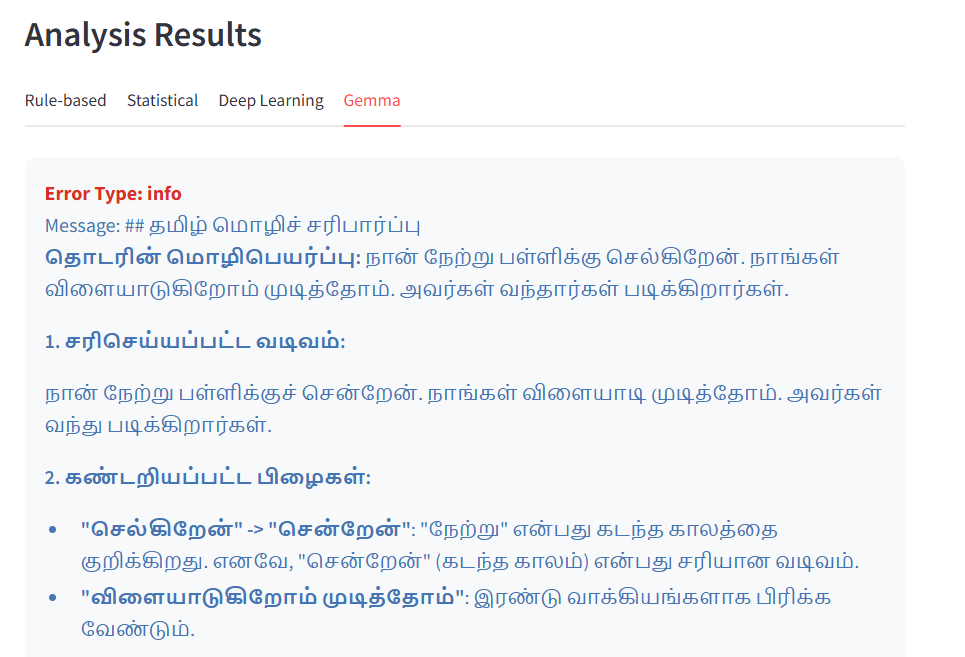 Analysis Results
Rule-based Statistical Deep Learning Gemma
Error Type: info
Message: ## தமிழ் மொழிச் சரிபார்ப்பு
தொடரின் மொழிபெயர்ப்பு: நான் நேற்று பள்ளிக்கு செல்கிறேன். நாங்கள்
விளையாடுகிறோம் முடித்தோம். அவர்கள் வந்தார்கள் படிக்கிறார்கள்.
1. சரிசெய்யப்பட்ட வடிவம்:
நான் நேற்று பள்ளிக்குச் சென்றேன். நாங்கள் விளையாடி முடித்தோம். அவர்கள்
வந்து படிக்கிறார்கள்.
2. கண்டறியப்பட்ட பிழைகள்:
• "செல்கிறேன்" -> "சென்றேன்": "நேற்று" என்பது கடந்த காலத்தை
குறிக்கிறது. எனவே, "சென்றேன்" (கடந்த காலம்) என்பது சரியான வடிவம்.
• "விளையாடுகிறோம் முடித்தோம்": இரண்டு வாக்கியங்களாக பிரிக்க
வேண்டும்.